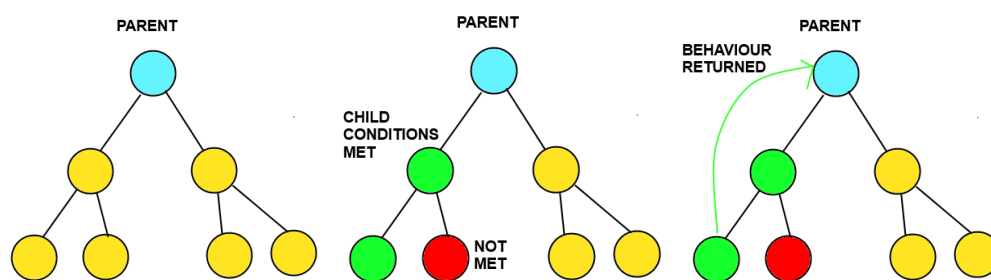 PARENT
PARENT
CHILD
CONDITIONS
MET
NOT
MET
PARENT
BEHAVIOUR
RETURNED